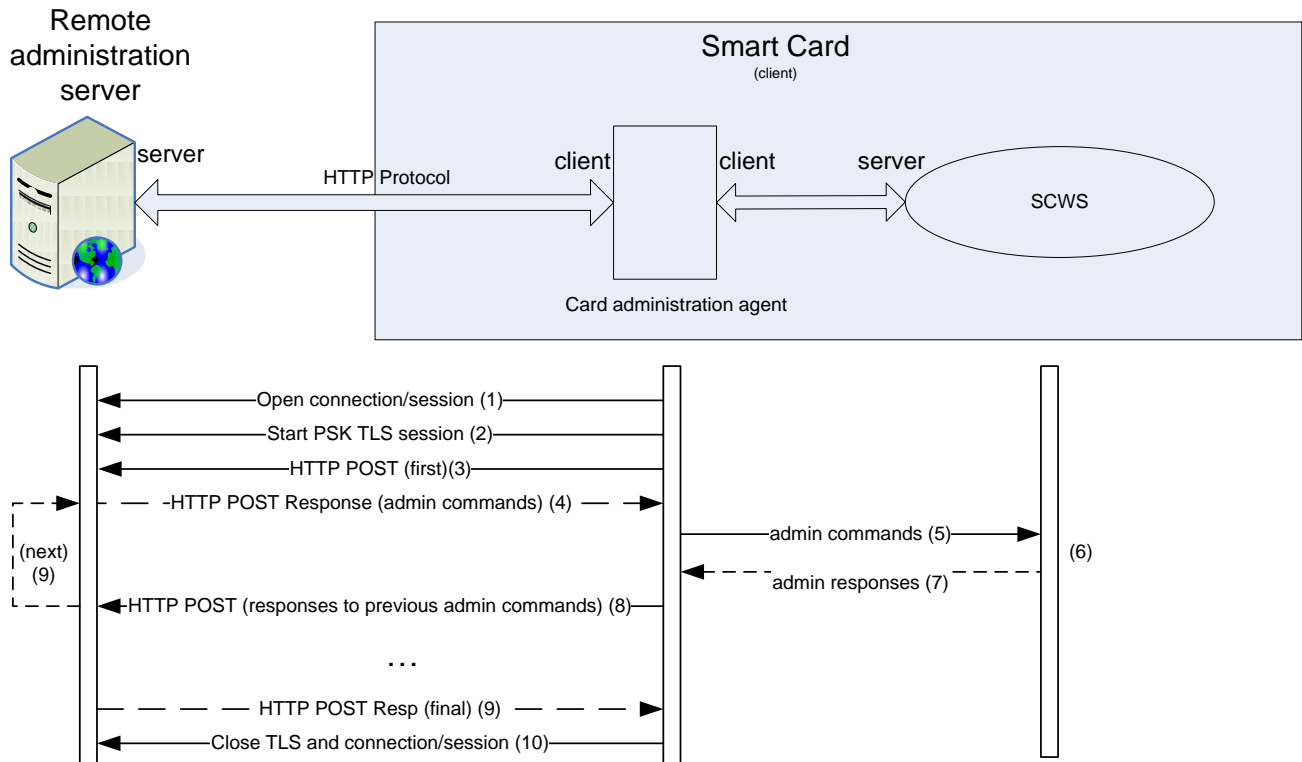 Remote
administration
server
Smart Card
(client)
server
HTTP Protocol
client
client
server
SCWS
Card administration agent
Open connection/session (1)
Start PSK TLS session (2)
HTTP POST (first)(3)
HTTP POST Response (admin commands) (4)
admin commands (5)
(6)
(next)
(9)
admin responses (7)
HTTP POST (responses to previous admin commands) (8)
...
HTTP POST Resp (final) (9)
Close TLS and connection/session (10)